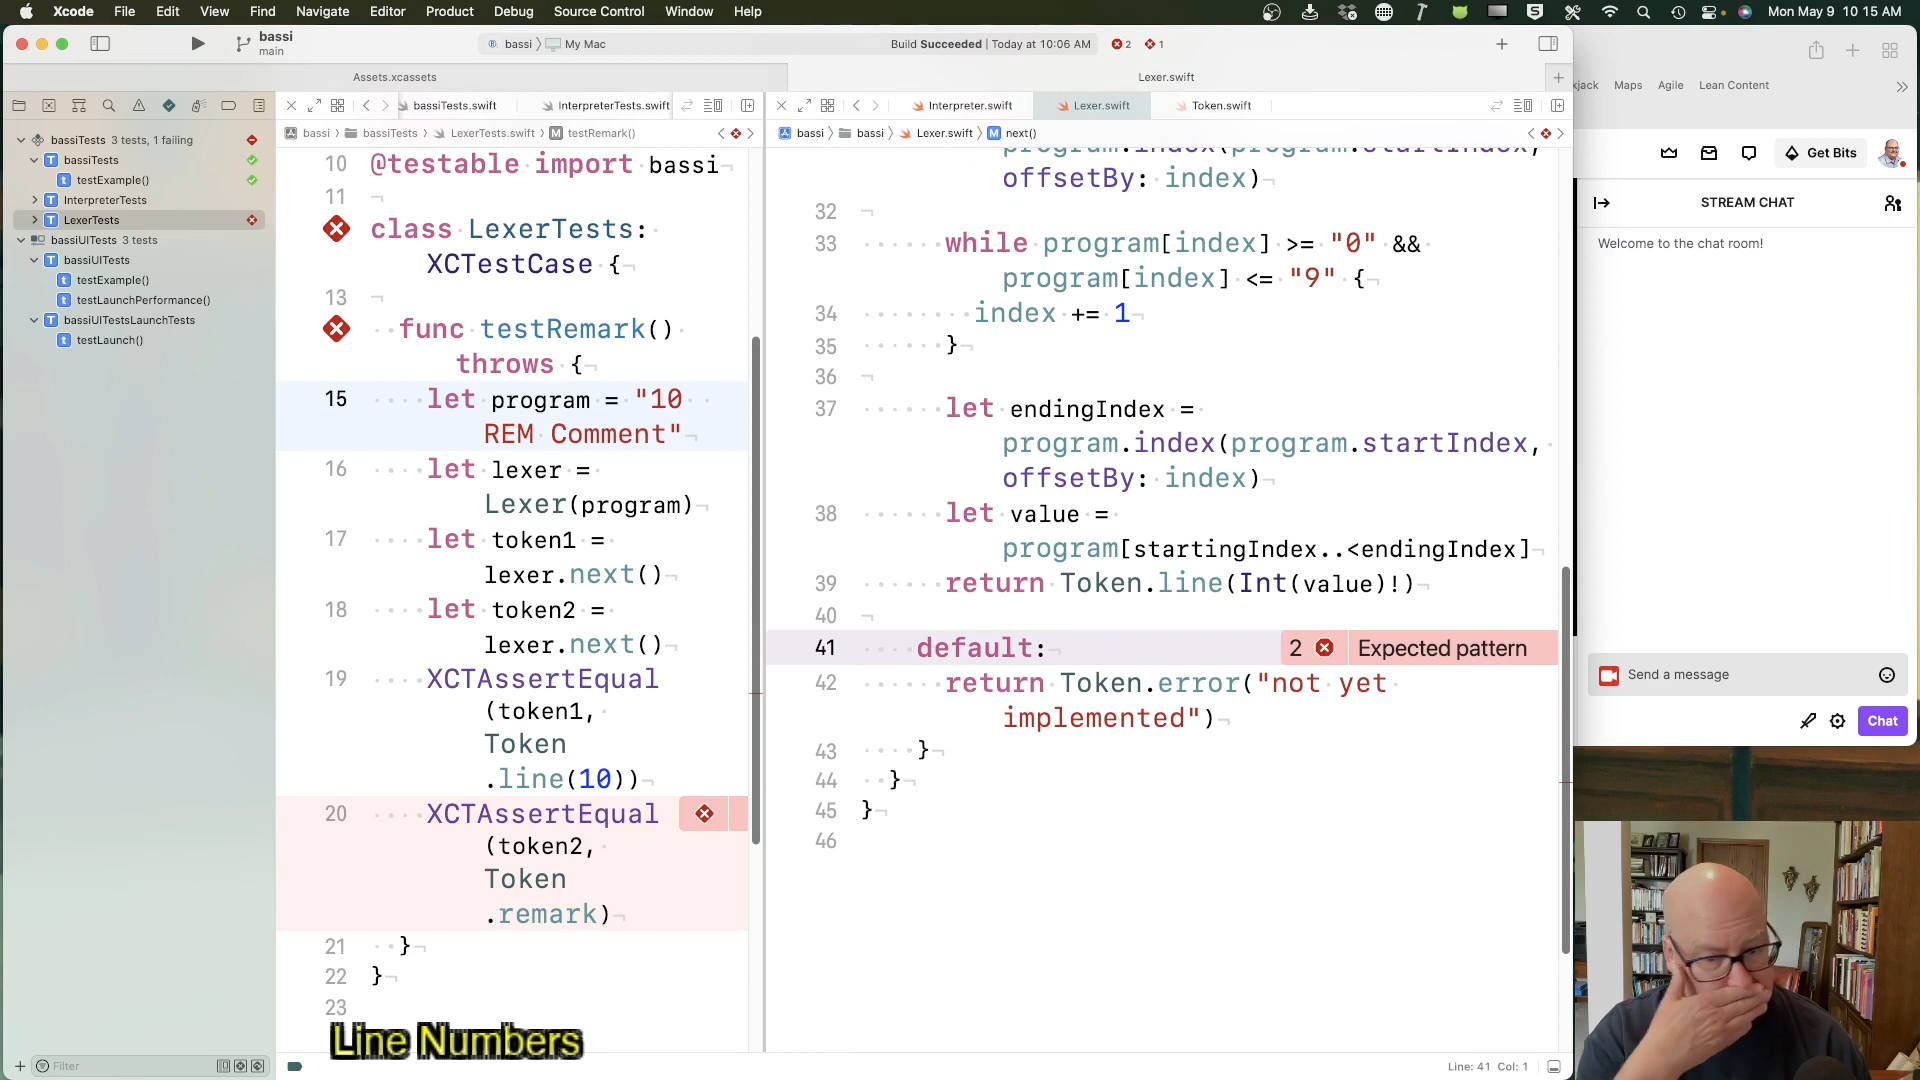 Xcode File Edit View Find Navigate Editor Product Debug Source Control Window Help
Mon May 9 10 15 AM
bassi
main
bassi 〉 My Mac
Build Succeeded | Today at 10:06 AM
2
1
Assets.xcassets
Lexer.swift
bassiTests.swift
InterpreterTests.swift
Interpreter.swift
Lexer.swift
Token.swift
bassi 〉 bassiTests 〉 LexerTests.swift 〉 M testRemark()
bassi 〉 bassi 〉 Lexer.swift 〉 M next()
bassiTests 3 tests, 1 failing
T bassiTests
t testExample()
T InterpreterTests
T LexerTests
bassiUITests 3 tests
T bassiUITests
t testExample()
t testLaunchPerformance()
T bassiUITestsLaunchTests
t testLaunch()
Filter
10 @testable import bassi
11
class LexerTests:
XCTestCase {
13
func testRemark()
throws {
15 let program = "10
REM Comment"
16 let lexer =
Lexer(program)
17 let token1 =
lexer.next()
18 let token2 =
lexer.next()
19 XCTAssertEqual
(token1,
Token
.line(10))
20 XCTAssertEqual
(token2,
Token
.remark)
21 }
22 }
23
Line Numbers
program.index(program.startIndex,
offsetBy: index)
32
33 while program[index] >= "0" &&
program[index] <= "9" {
34 index += 1
35 }
36
37 let endingIndex =
program.index(program.startIndex,
offsetBy: index)
38 let value =
program[startingIndex..<endingIndex]
39 return Token.line(Int(value)!)
40
41 default:
2 Expected pattern
42 return Token.error("not yet
implemented")
43 }
44 }
45 }
46
Line: 41 Col: 1
kjack Maps Agile Lean Content
Get Bits
STREAM CHAT
Welcome to the chat room!
Send a message
Chat